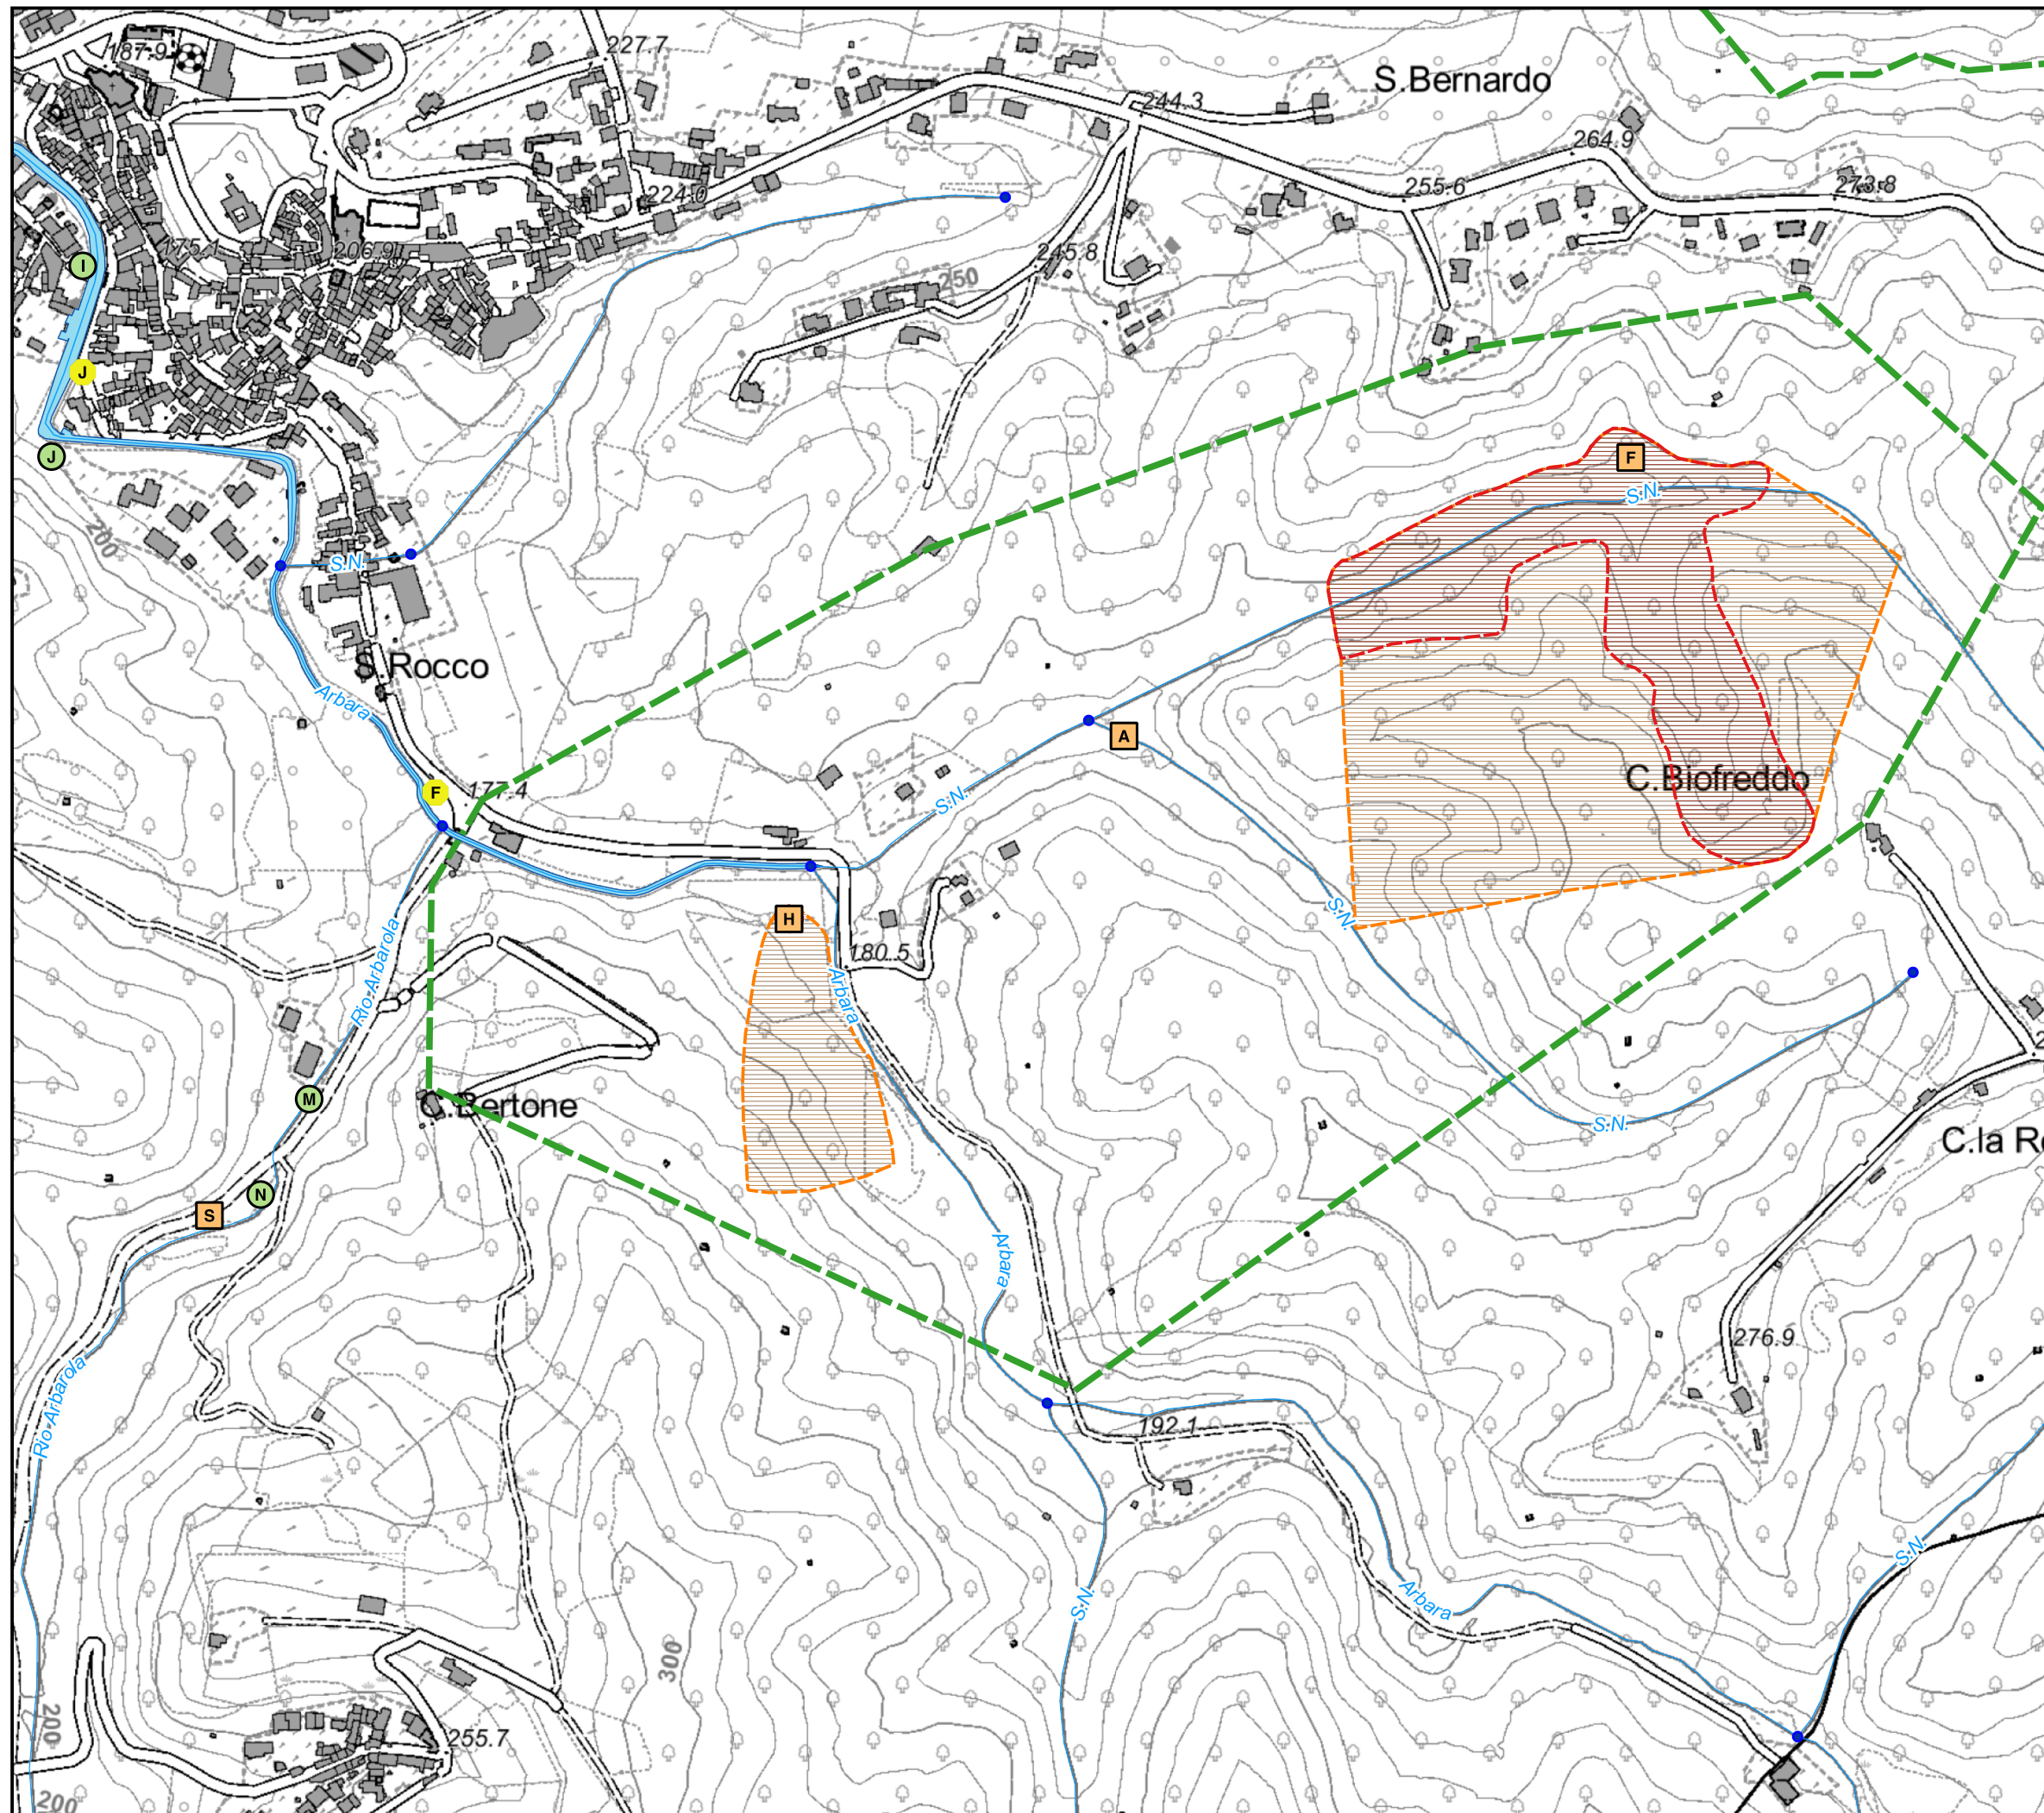 187.9
227.7
S.Bernardo
244.3
264.9
255.6
273.8
224.0
175.1
206.9
245.8
250
I
J
J
F
200
S.N.
S.N.
S.Rocco
Arbara
A
C.Biofreddo
F
177.4
S.N.
H
S.N.
180.5
Rio Arbarola
Arbara
M
C.Bertone
S.N.
C.la R
N
S
Arbara
276.9
Rio Arbarola
192.1
S.N.
S.N.
Arbara
300
200
255.7
200